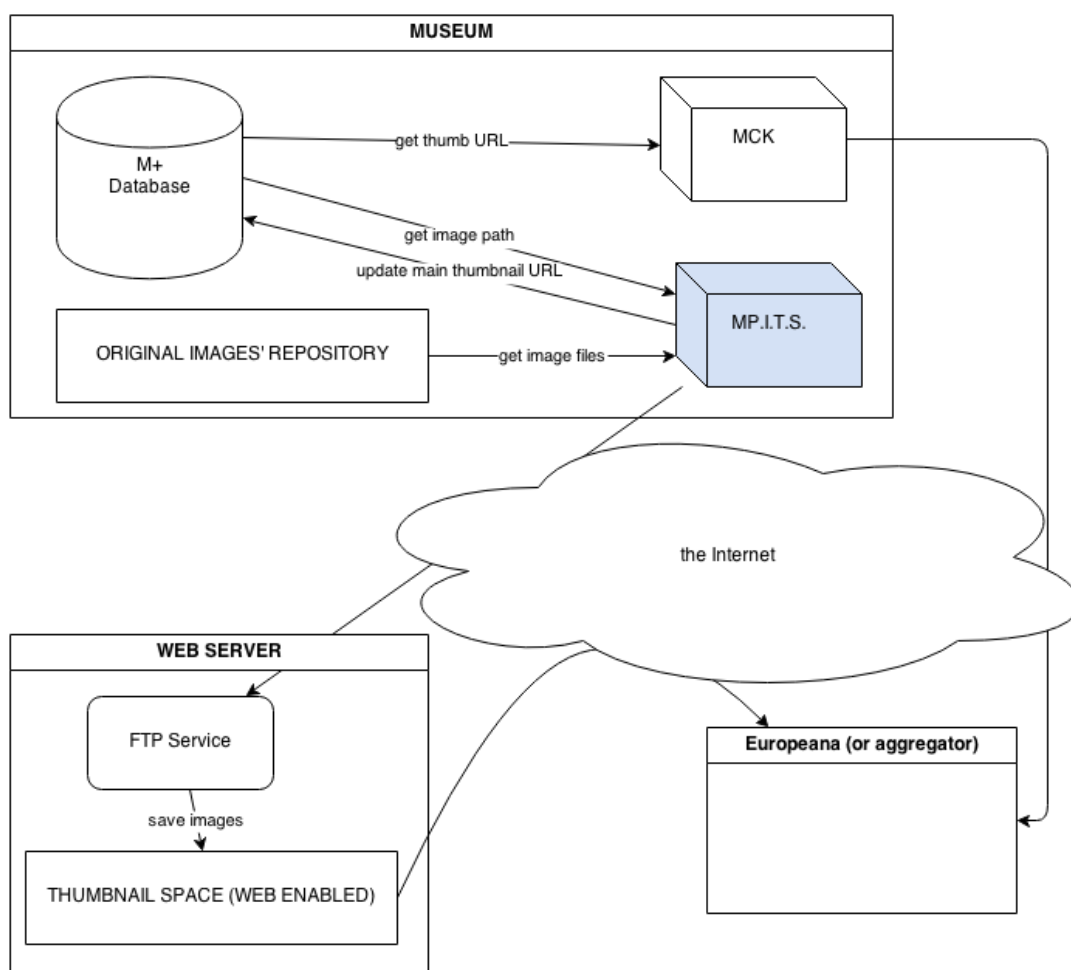 MUSEUM
M+
Database
get thumb URL
MCK
get image path
update main thumbnail URL
MP.I.T.S.
ORIGINAL IMAGES' REPOSITORY
get image files
the Internet
WEB SERVER
FTP Service
save images
THUMBNAIL SPACE (WEB ENABLED)
Europeana (or aggregator)